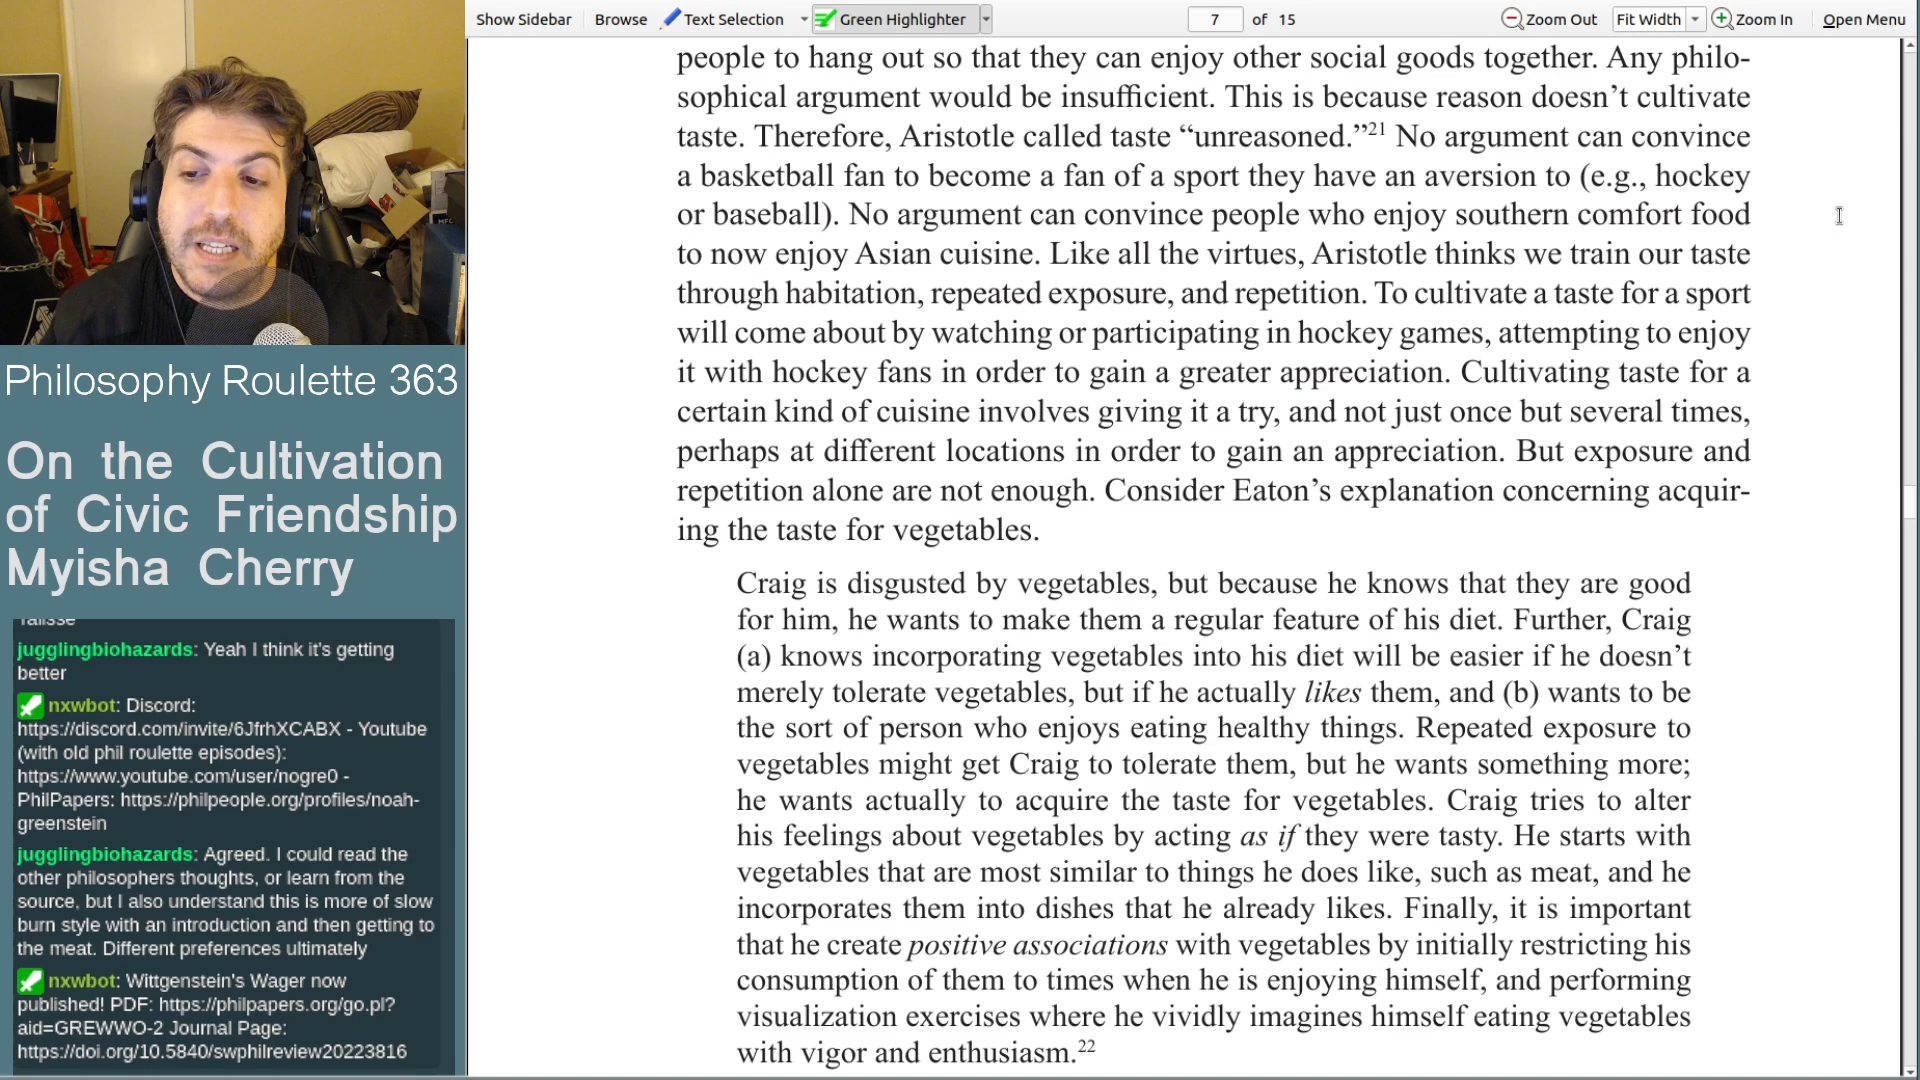 Show Sidebar Browse Text Selection Green Highlighter 7 of 15 Zoom Out Fit Width Zoom In Open Menu
people to hang out so that they can enjoy other social goods together. Any philo-
sophical argument would be insufficient. This is because reason doesn’t cultivate
taste. Therefore, Aristotle called taste “unreasoned.”21 No argument can convince
a basketball fan to become a fan of a sport they have an aversion to (e.g., hockey
or baseball). No argument can convince people who enjoy southern comfort food
to now enjoy Asian cuisine. Like all the virtues, Aristotle thinks we train our taste
through habitation, repeated exposure, and repetition. To cultivate a taste for a sport
will come about by watching or participating in hockey games, attempting to enjoy
it with hockey fans in order to gain a greater appreciation. Cultivating taste for a
certain kind of cuisine involves giving it a try, and not just once but several times,
perhaps at different locations in order to gain an appreciation. But exposure and
repetition alone are not enough. Consider Eaton’s explanation concerning acquir-
ing the taste for vegetables.
Craig is disgusted by vegetables, but because he knows that they are good
for him, he wants to make them a regular feature of his diet. Further, Craig
(a) knows incorporating vegetables into his diet will be easier if he doesn’t
merely tolerate vegetables, but if he actually likes them, and (b) wants to be
the sort of person who enjoys eating healthy things. Repeated exposure to
vegetables might get Craig to tolerate them, but he wants something more;
he wants actually to acquire the taste for vegetables. Craig tries to alter
his feelings about vegetables by acting as if they were tasty. He starts with
vegetables that are most similar to things he does like, such as meat, and he
incorporates them into dishes that he already likes. Finally, it is important
that he create positive associations with vegetables by initially restricting his
consumption of them to times when he is enjoying himself, and performing
visualization exercises where he vividly imagines himself eating vegetables
with vigor and enthusiasm.22
Philosophy Roulette 363
On the Cultivation
of Civic Friendship
Myisha Cherry
jugglingbiohazards: Yeah I think it's getting
better
nxwbot: Discord:
https://discord.com/invite/6JfrhXCABX - Youtube
(with old phil roulette episodes):
https://www.youtube.com/user/nogre0 -
PhilPapers: https://philpeople.org/profiles/noah-
greenstein
jugglingbiohazards: Agreed. I could read the
other philosophers thoughts, or learn from the
source, but I also understand this is more of slow
burn style with an introduction and then getting to
the meat. Different preferences ultimately
nxwbot: Wittgenstein's Wager now
published! PDF: https://philpapers.org/go.pl?
aid=GREWWO-2 Journal Page:
https://doi.org/10.5840/swphilreview20223816